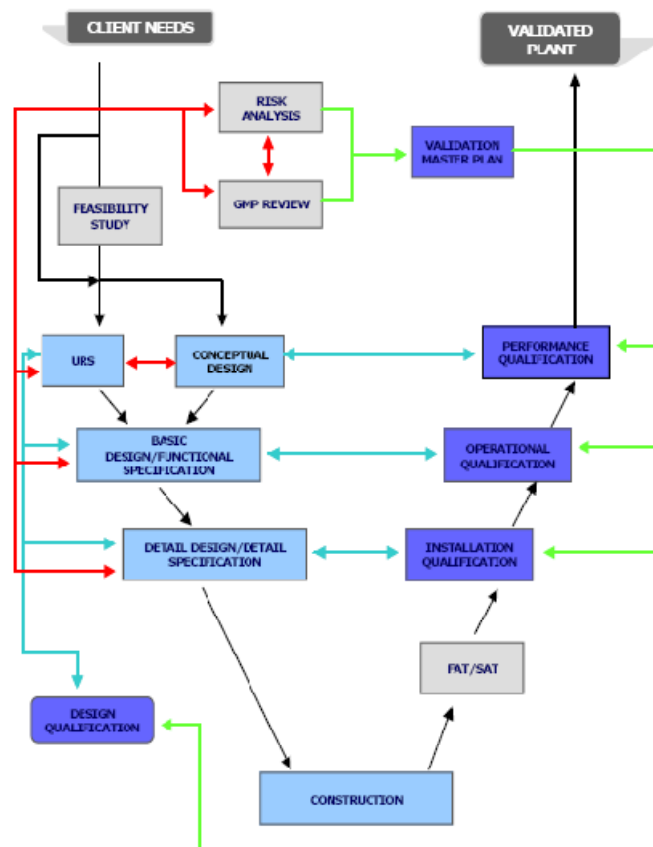 CLIENT NEEDS
VALIDATED
PLANT
RISK
ANALYSIS
VALIDATION
MASTER PLAN
GMP REVIEW
FEASIBILITY
STUDY
URS
CONCEPTUAL
DESIGN
PERFORMANCE
QUALIFICATION
BASIC
DESIGN/FUNCTIONAL
SPECIFICATION
OPERATIONAL
QUALIFICATION
DETAIL DESIGN/DETAIL
SPECIFICATION
INSTALLATION
QUALIFICATION
FAT/SAT
DESIGN
QUALIFICATION
CONSTRUCTION